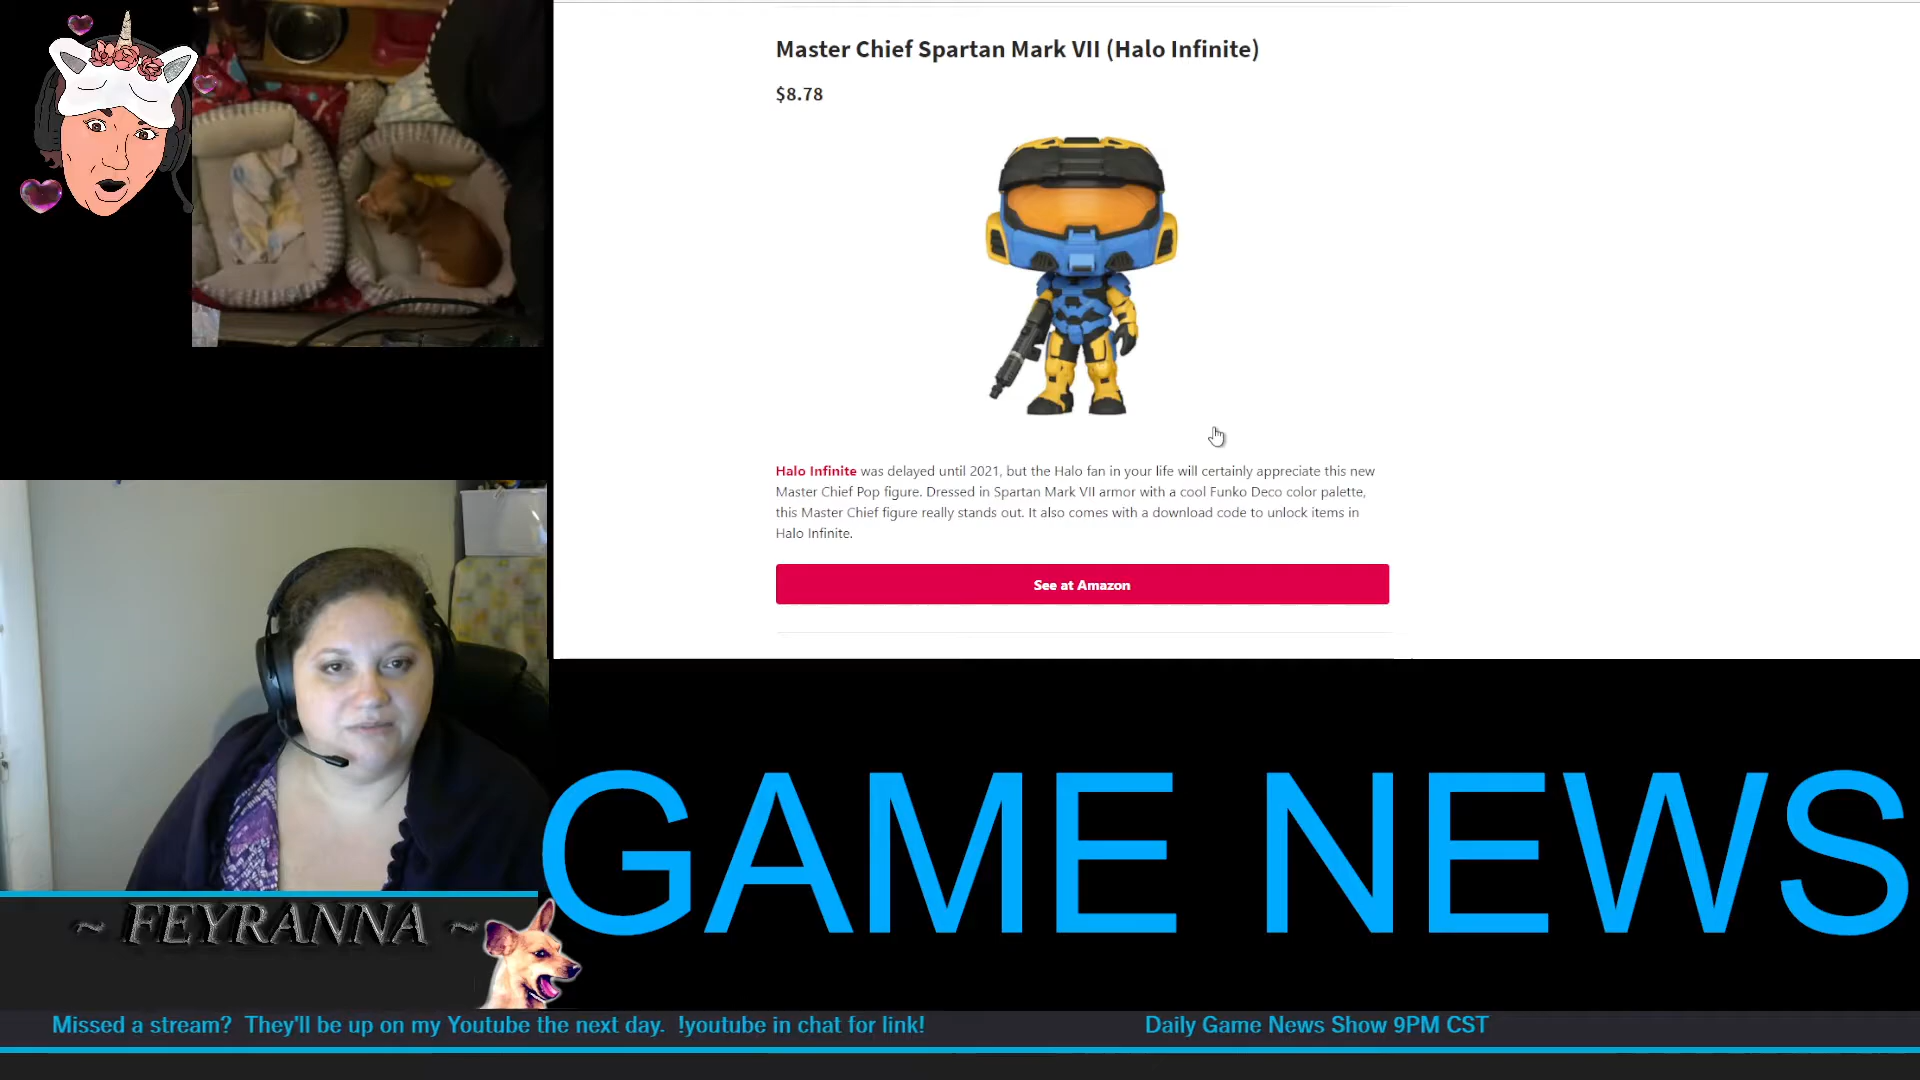 Master Chief Spartan Mark VII (Halo Infinite)
$8.78
Halo Infinite was delayed until 2021, but the Halo fan in your life will certainly appreciate this new
Master Chief Pop figure. Dressed in Spartan Mark VII armor with a cool Funko Deco color palette,
this Master Chief figure really stands out. It also comes with a download code to unlock items in
Halo Infinite.
See at Amazon
GAME NEWS
~ FEYRANNA ~
Missed a stream? They'll be up on my Youtube the next day. !youtube in chat for link!
Daily Game News Show 9PM CST